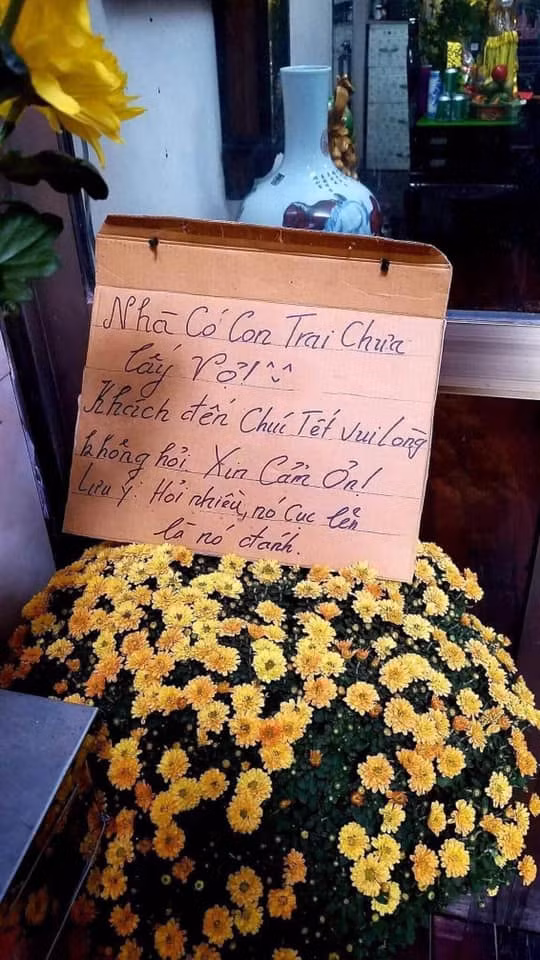 Nhà Có Con Trai Chưa
lấy Vợ! ^^
Khách đến Chúc Tết vui lòng
không hỏi Xin Cảm Ơn!
Lưu ý: Hỏi nhiều, nó Cục lên
là nó đánh.